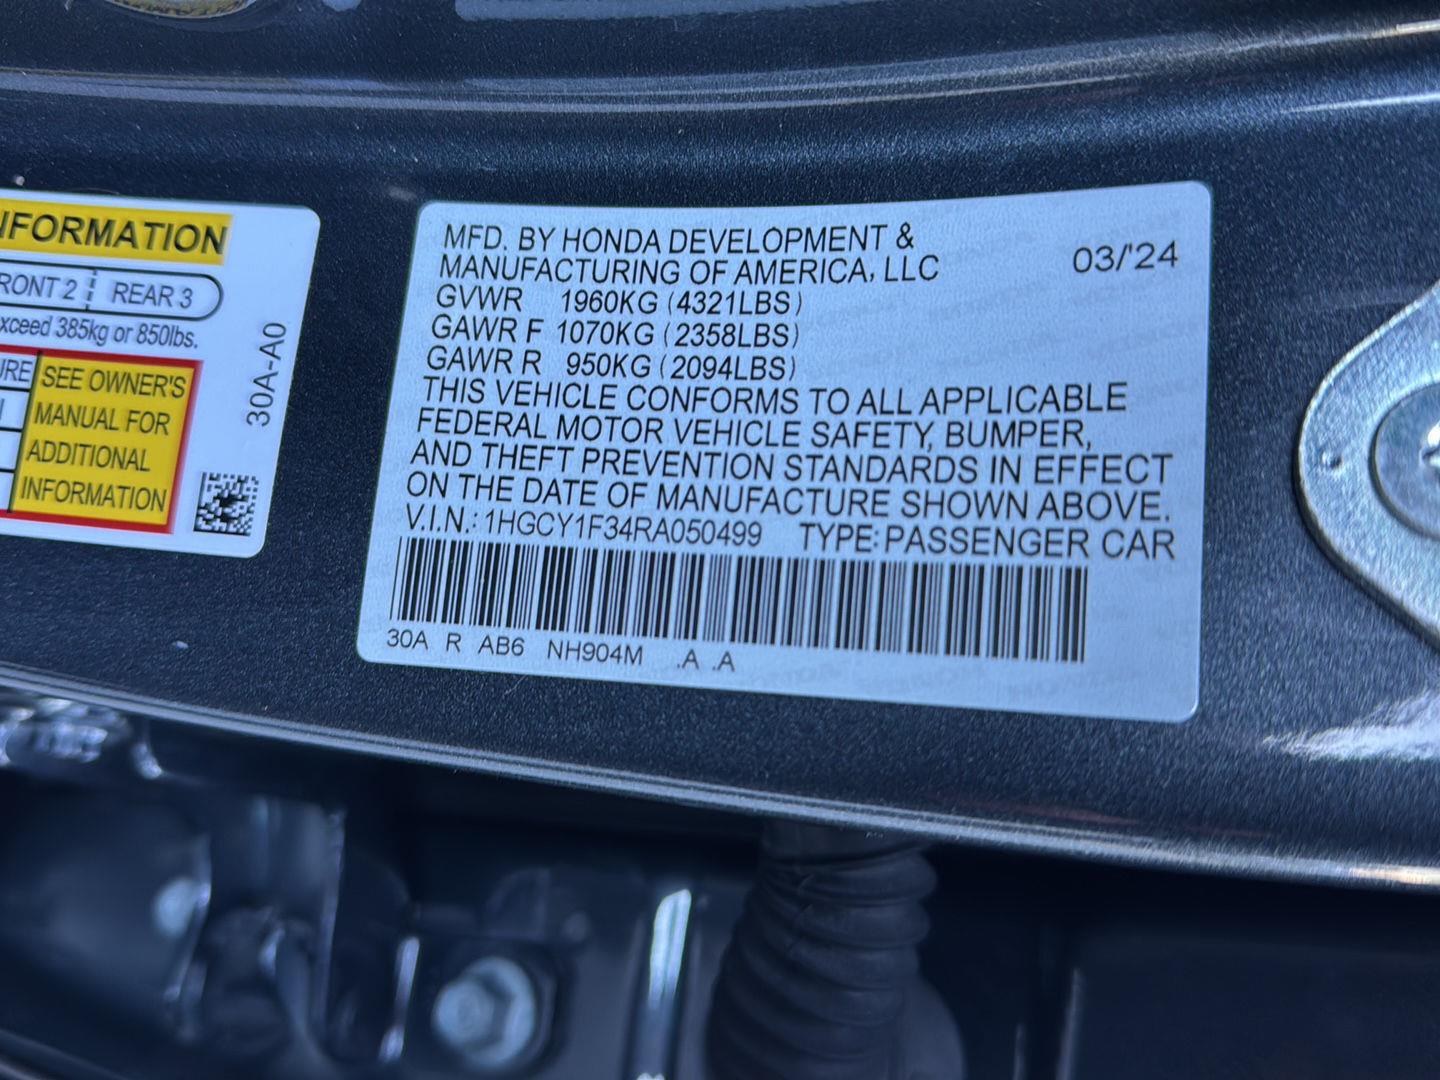 NFORMATION
RONT 2 REAR 3
xceed 385kg or 850lbs.
URE
SEE OWNER'S
MANUAL FOR
ADDITIONAL
INFORMATION
30A-A0
MFD. BY HONDA DEVELOPMENT &
MANUFACTURING OF AMERICA, LLC 03/'24
GVWR 1960KG (4321LBS)
GAWR F 1070KG (2358LBS)
GAWR R 950KG (2094LBS)
THIS VEHICLE CONFORMS TO ALL APPLICABLE
FEDERAL MOTOR VEHICLE SAFETY, BUMPER,
AND THEFT PREVENTION STANDARDS IN EFFECT
ON THE DATE OF MANUFACTURE SHOWN ABOVE.
V.I.N.: 1HGCY1F34RA050499 TYPE: PASSENGER CAR
30A R AB6 NH904M .A .A